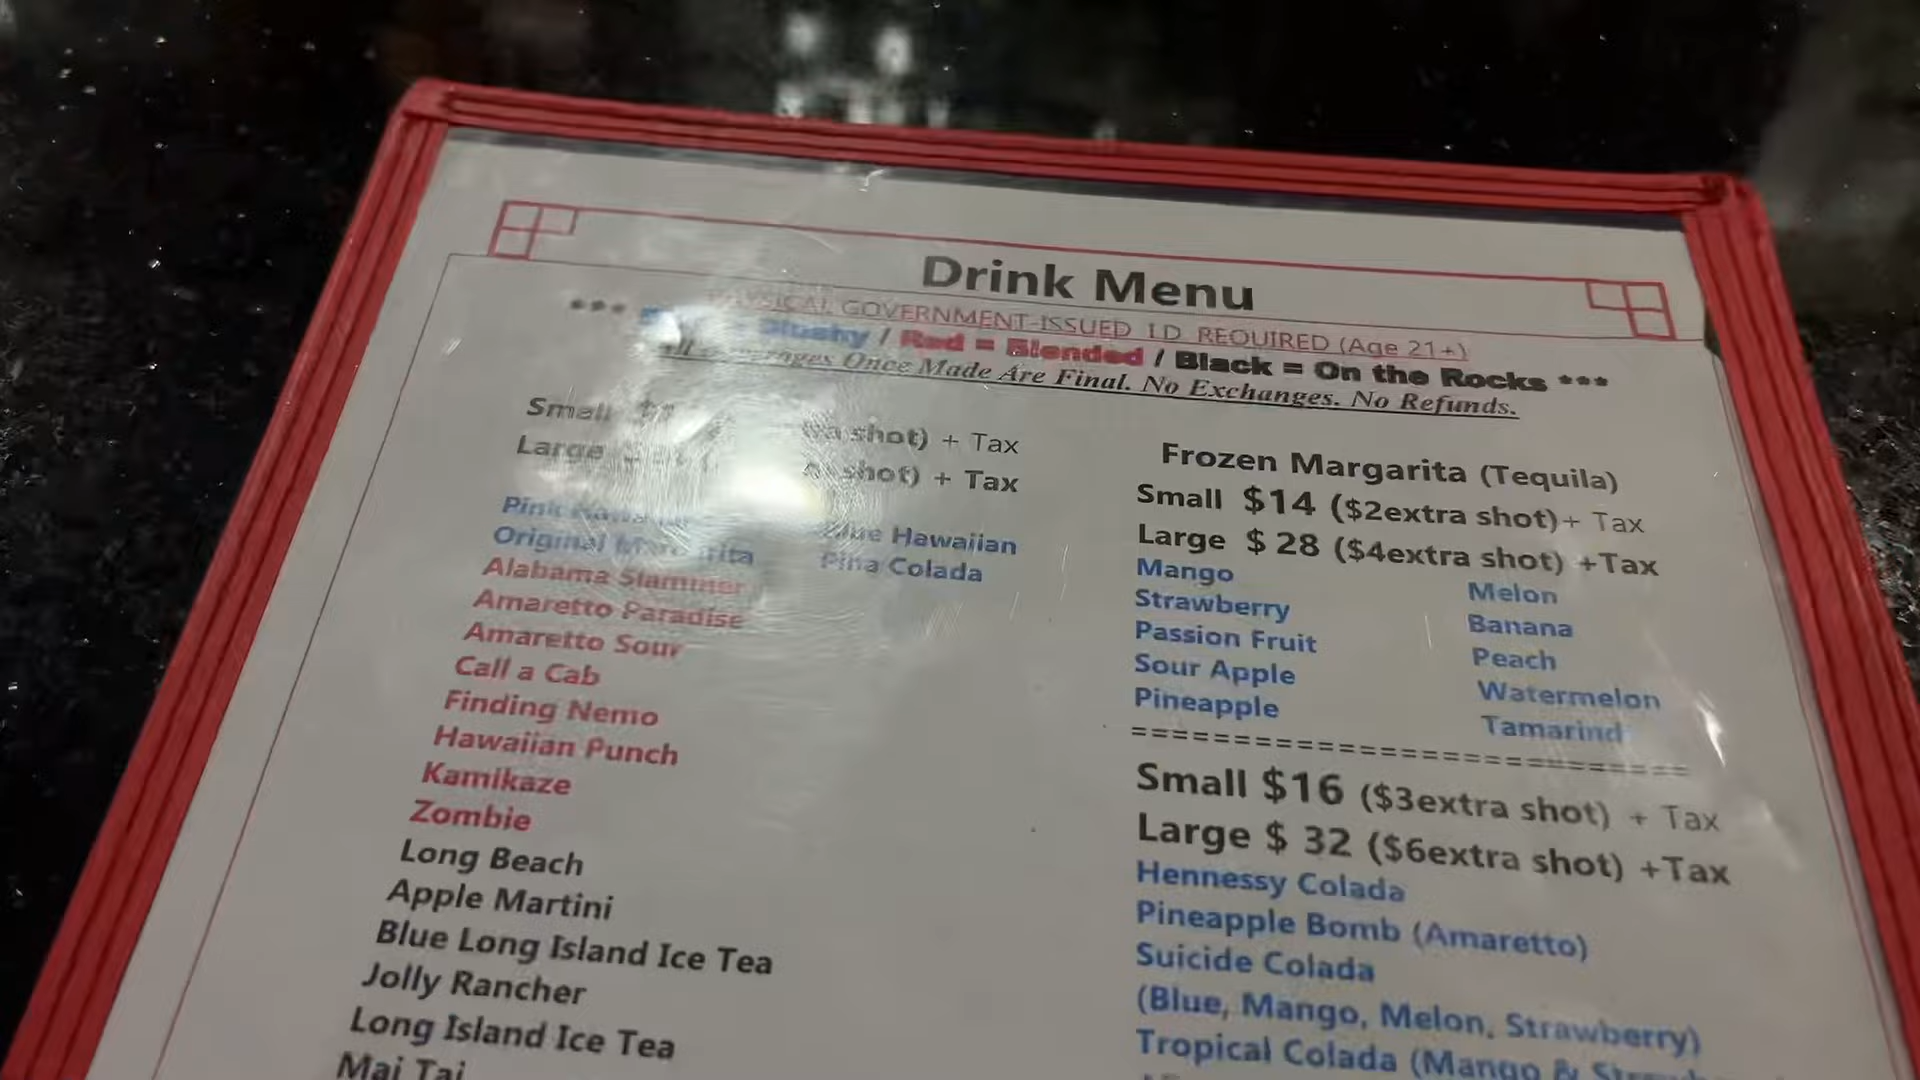 Drink Menu
PHYSICAL GOVERNMENT-ISSUED I.D. REQUIRED (Age 21+)
*** Slushy / Red = Blended / Black = On the Rocks ***
Once Made Are Final. No Exchanges. No Refunds.
Small shot) + Tax
Large shot) + Tax
Pink
Blue Hawaiian
Original Margarita
Pina Colada
Alabama Slammer
Amaretto Paradise
Amaretto Sour
Call a Cab
Finding Nemo
Hawaiian Punch
Kamikaze
Zombie
Long Beach
Apple Martini
Blue Long Island Ice Tea
Jolly Rancher
Long Island Ice Tea
Mai Tai
Frozen Margarita (Tequila)
Small $14 ($2extra shot)+ Tax
Large $ 28 ($4extra shot) +Tax
Mango
Melon
Strawberry
Banana
Passion Fruit
Peach
Sour Apple
Watermelon
Pineapple
Tamarind
================================
Small $16 ($3extra shot) + Tax
Large $ 32 ($6extra shot) +Tax
Hennessy Colada
Pineapple Bomb (Amaretto)
Suicide Colada
(Blue, Mango, Melon, Strawberry)
Tropical Colada (Mango &